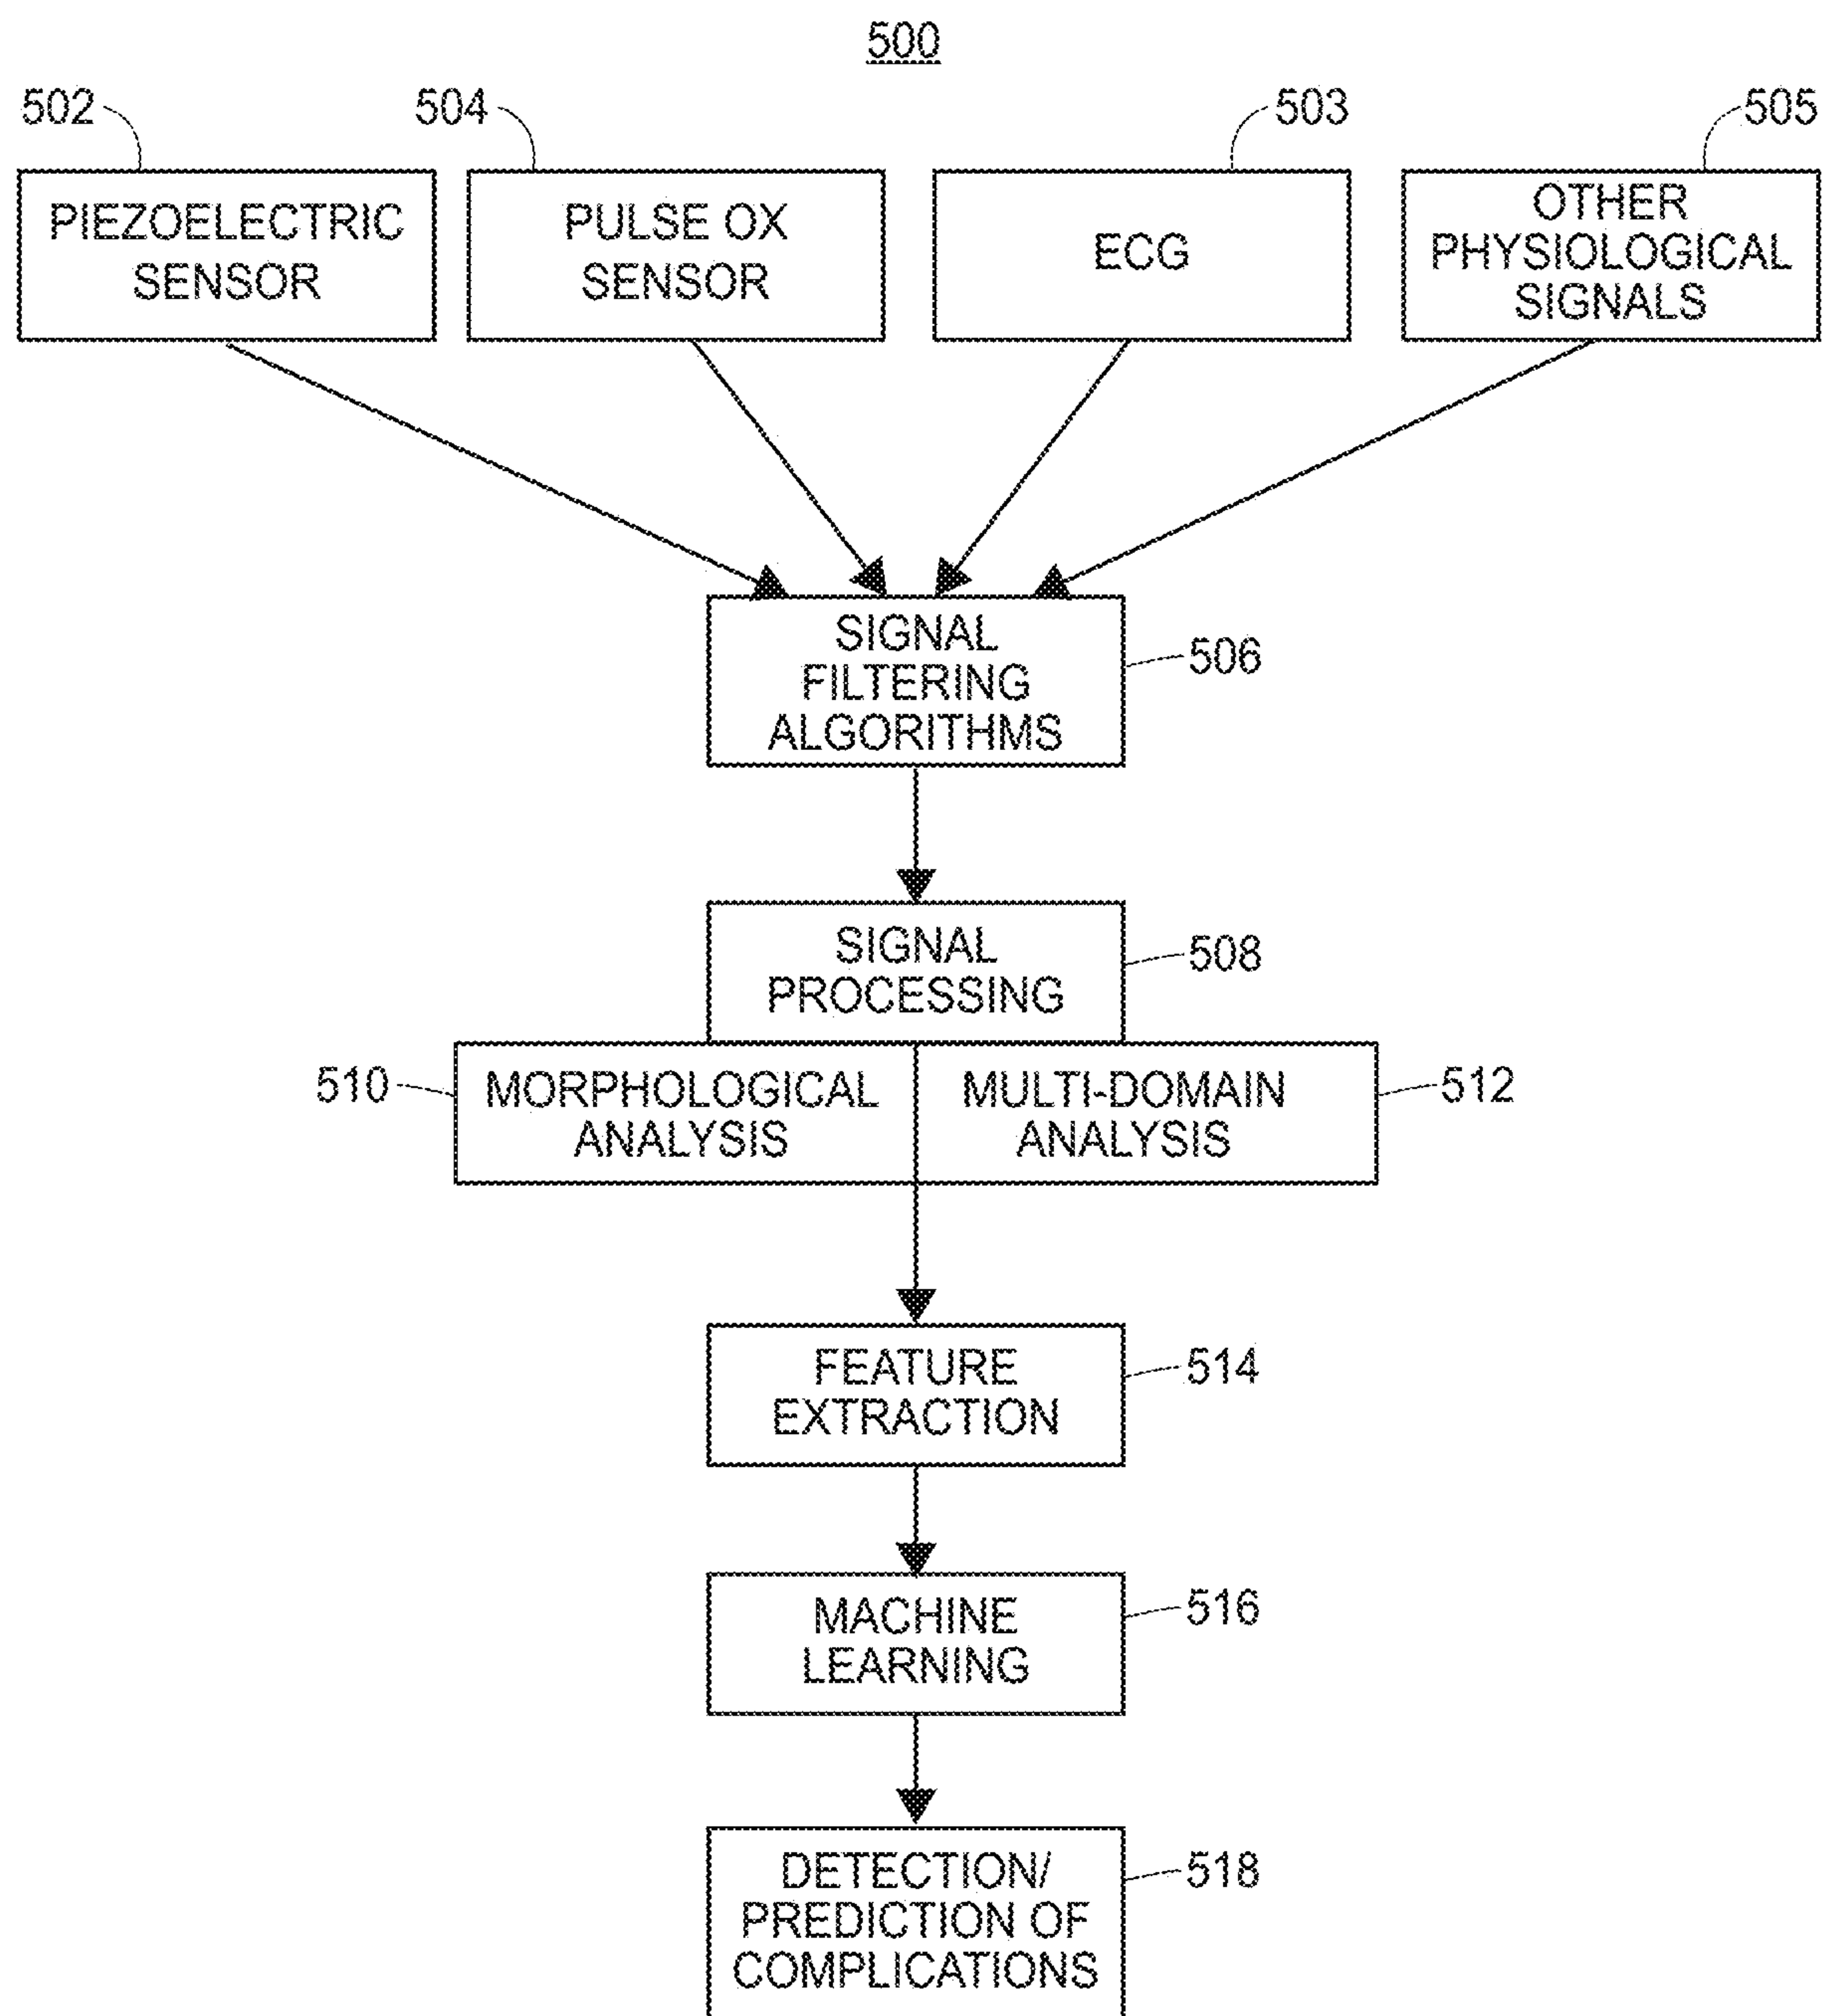 500
502
504
503
505
PIEZOELECTRIC
SENSOR
PULSE OX
SENSOR
ECG
OTHER
PHYSIOLOGICAL
SIGNALS
SIGNAL
FILTERING
ALGORITHMS
506
SIGNAL
PROCESSING
508
510
MORPHOLOGICAL
ANALYSIS
MULTI-DOMAIN
ANALYSIS
512
FEATURE
EXTRACTION
514
MACHINE
LEARNING
516
DETECTION/
PREDICTION OF
COMPLICATIONS
518